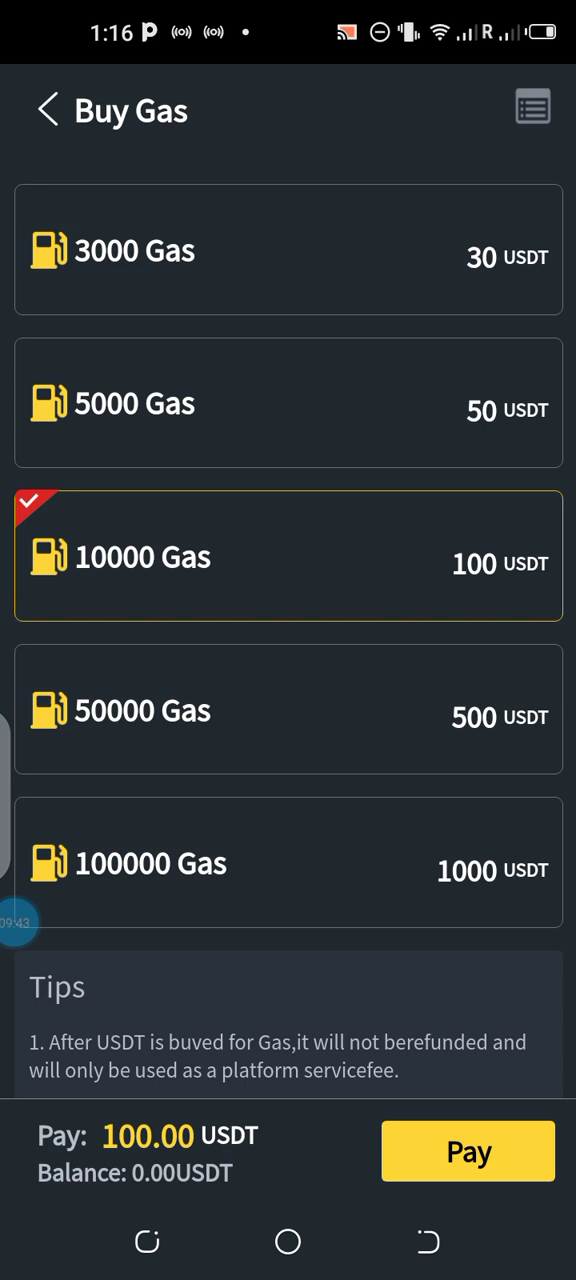 1:16
R
Buy Gas
3000 Gas
30 USDT
5000 Gas
50 USDT
10000 Gas
100 USDT
50000 Gas
500 USDT
100000 Gas
1000 USDT
09:43
Tips
1. After USDT is buved for Gas,it will not berefunded and
will only be used as a platform servicefee.
Pay: 100.00 USDT
Balance: 0.00USDT
Pay